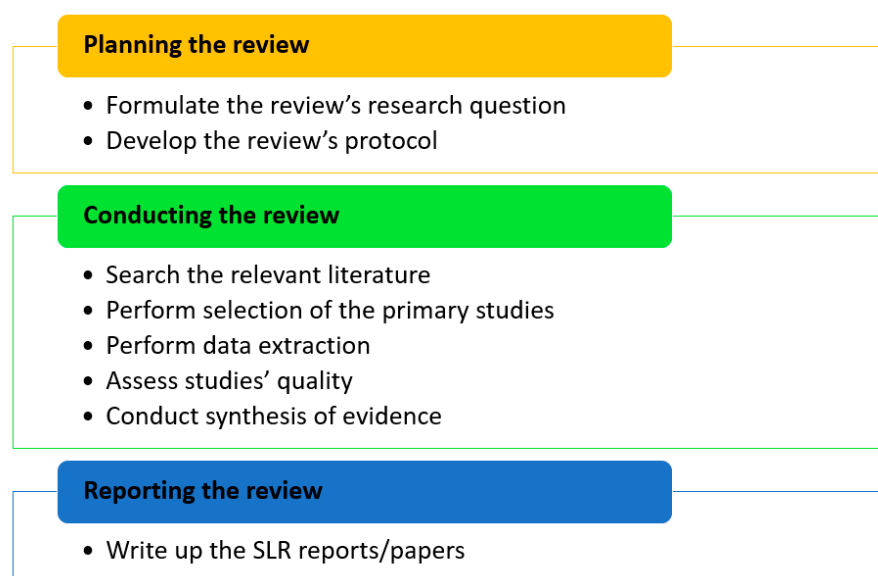 Planning the review
• Formulate the review’s research question
• Develop the review’s protocol
Conducting the review
• Search the relevant literature
• Perform selection of the primary studies
• Perform data extraction
• Assess studies’ quality
• Conduct synthesis of evidence
Reporting the review
• Write up the SLR reports/papers